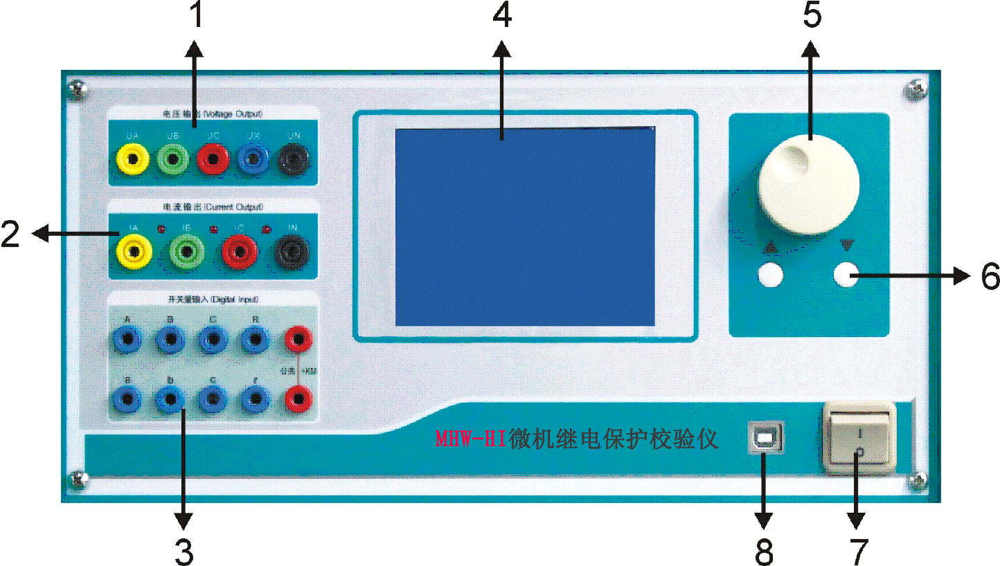 1
4
5
电压输出(Voltage Output)
UA UB UC UX UN
电流输出(Current Output)
2
IA IB IC IN
6
开关量输入(Digital input)
A B C R
公共 +KM
a b c r
MHW-HI微机继电保护校验仪
I
O
3
8
7